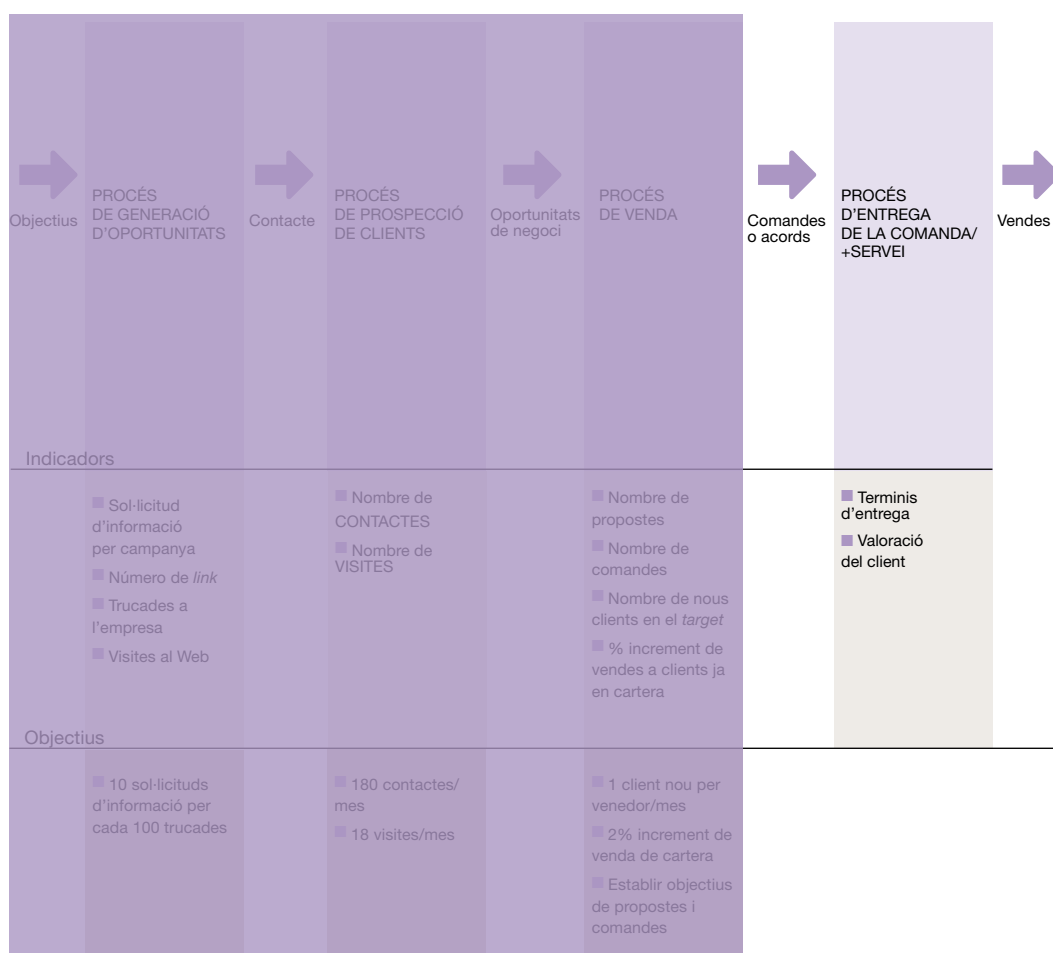 Objectius
PROCÉS
DE GENERACIÓ
D’OPORTUNITATS
Contacte
PROCÉS
DE PROSPECCIÓ
DE CLIENTS
Oportunitats
de negoci
PROCÉS
DE VENDA
Comandes
o acords
PROCÉS
D’ENTREGA
DE LA COMANDA/
+SERVEI
Vendes
Indicadors
Sol·licitud
d’informació
per campanya
Número de link
Trucades a
l’empresa
Visites al Web
Nombre de
CONTACTES
Nombre de
VISITES
Nombre de
propostes
Nombre de
comandes
Nombre de nous
clients en el target
% increment de
vendes a clients ja
en cartera
Terminis
d’entrega
Valoració
del client
Objectius
10 sol·licituds
d’informació per
cada 100 trucades
180 contactes/
mes
18 visites/mes
1 client nou per
venedor/mes
2% increment de
venda de cartera
Establir objectius
de propostes i
comandes